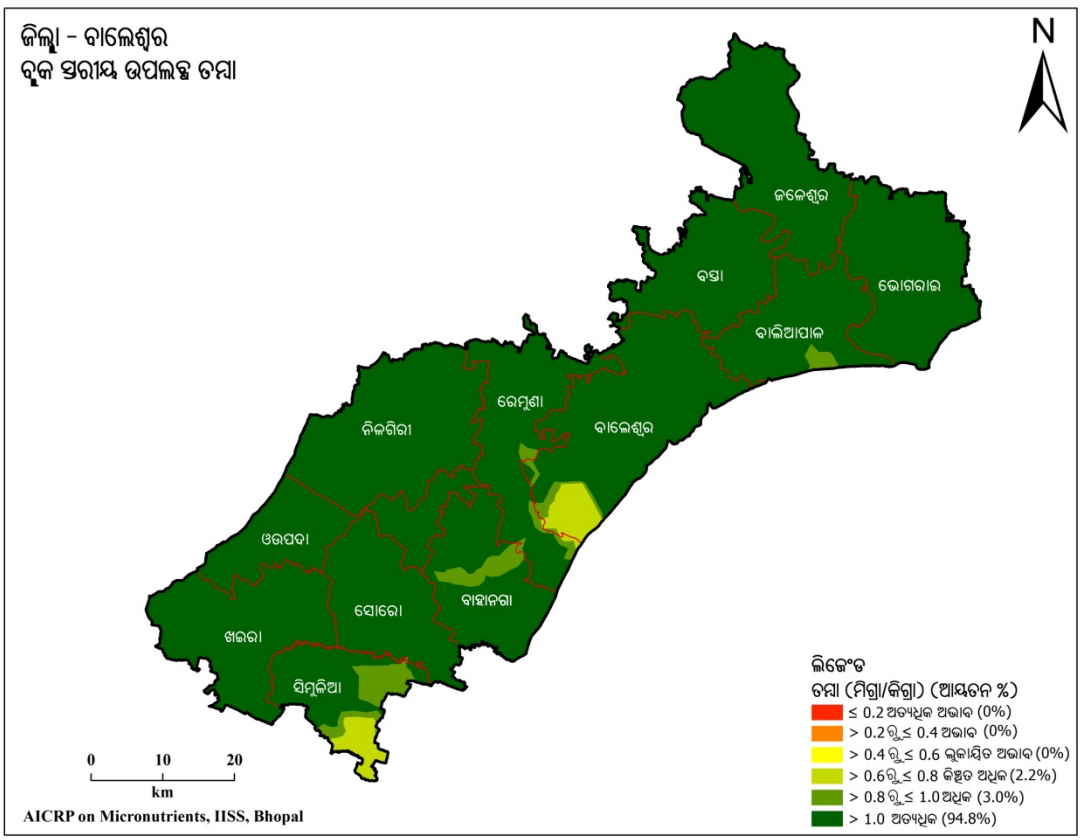 ଜିଲ୍ଲା - ବାଲେଶ୍ୱର
ବ୍ଲକ ସ୍ତରୀୟ ଉପଲବ୍ଧ ତମ୍ବା
N
ଜଳେଶ୍ୱର
ବସ୍ତା
ଭୋଗରାଇ
ବାଲିଆପାଳ
ରେମୁଣା
ବାଲେଶ୍ୱର
ନିଳଗିରୀ
ଓଉପଦା
ସୋରୋ
ବାହାନଗା
ଖଇରା
ସିମୁଳିଆ
ଲିଜେଣ୍ଡ
ତମ୍ବା (ମିଗ୍ରା/କିଗ୍ରା) (ଆୟତନ %)
≤ 0.2 ଅତ୍ୟଧିକ ଅଭାବ (0%)
> 0.2 ରୁ ≤ 0.4 ଅଭାବ (0%)
> 0.4 ରୁ ≤ 0.6 ଲୁକାୟିତ ଅଭାବ (0%)
> 0.6 ରୁ ≤ 0.8 କିଞ୍ଚିତ ଅଧିକ (2.2%)
> 0.8 ରୁ ≤ 1.0 ଅଧିକ (3.0%)
> 1.0 ଅତ୍ୟଧିକ (94.8%)
0 10 20
km
AICRP on Micronutrients, IISS, Bhopal